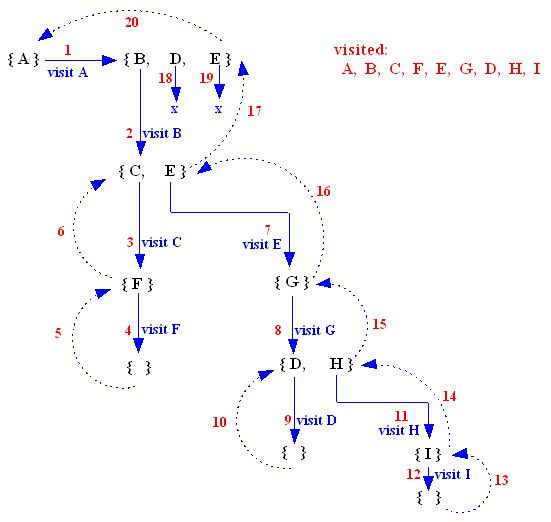 20
{A} 1 {B, D, E}
visit A
18 19
x x
17
visited:
A, B, C, F, E, G, D, H, I
2 visit B
{C, E}
16
6
3 visit C
7
visit E
{F}
{G}
5
4 visit F
8 visit G
15
{ }
{D, H}
14
10
9 visit D
11
visit H
{ }
{I}
12 visit I
13
{ }